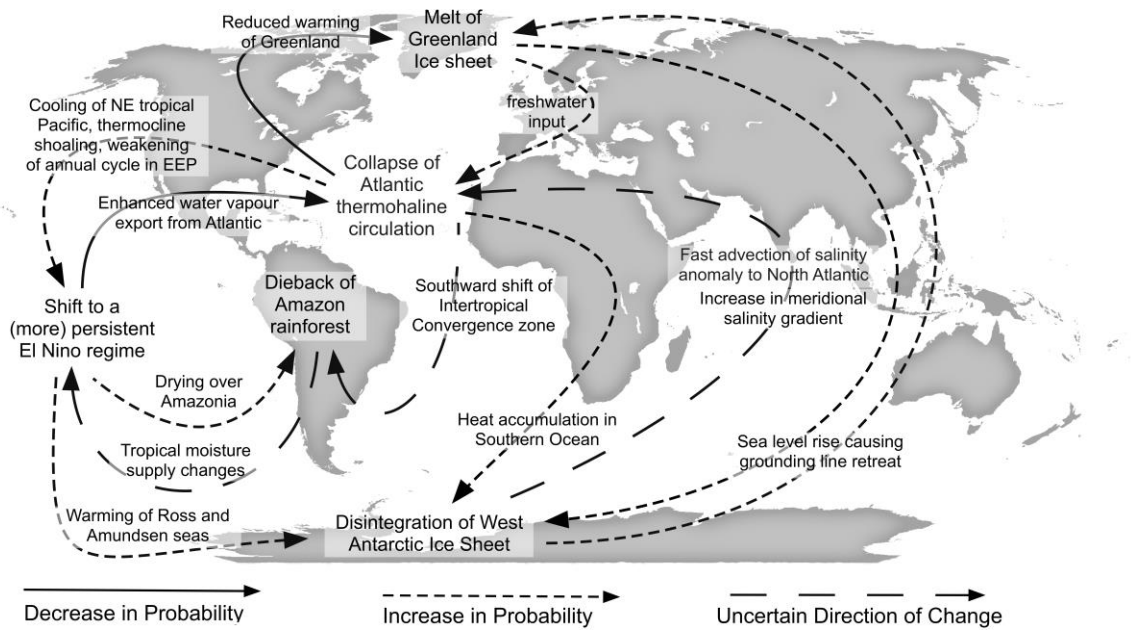 Reduced warming
of Greenland
Melt of
Greenland
Ice sheet
Cooling of NE tropical
Pacific, thermocline
shoaling, weakening
of annual cycle in EEP
freshwater
input
Collapse of
Atlantic
thermohaline
circulation
Enhanced water vapour
export from Atlantic
Fast advection of salinity
anomaly to North Atlantic
Increase in meridional
salinity gradient
Dieback of
Amazon
rainforest
Southward shift of
Intertropical
Convergence zone
Shift to a
(more) persistent
El Nino regime
Drying over
Amazonia
Heat accumulation in
Southern Ocean
Tropical moisture
supply changes
Sea level rise causing
grounding line retreat
Warming of Ross and
Amundsen seas
Disintegration of West
Antarctic Ice Sheet
Decrease in Probability
Increase in Probability
Uncertain Direction of Change